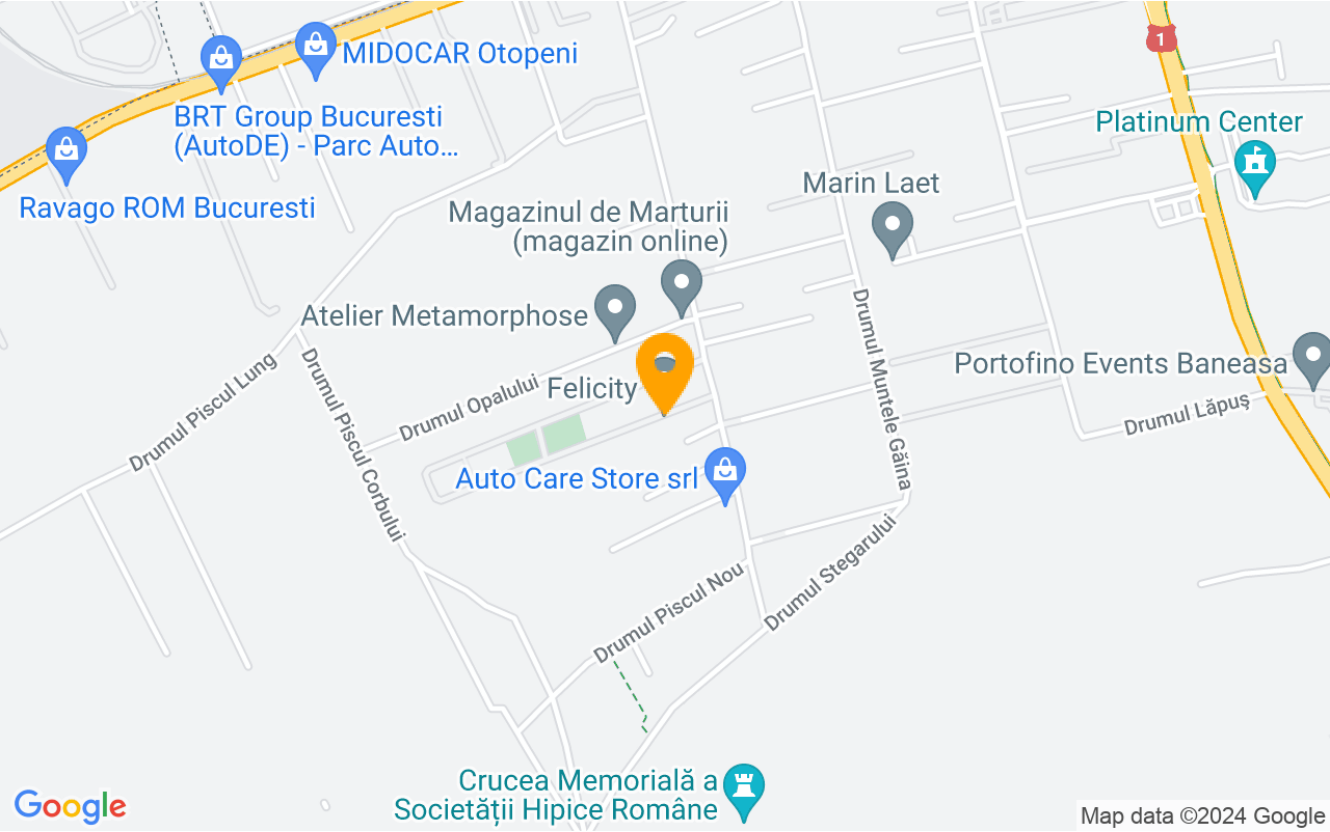 1
MIDOCAR Otopeni
BRT Group Bucuresti
(AutoDE) - Parc Auto...
Platinum Center
Ravago ROM Bucuresti
Marin Laet
Magazinul de Marturii
(magazin online)
Atelier Metamorphose
Drumul Muntele Găina
Drumul Piscul Lung
Drumul Piscul Corbului
Drumul Opalului
Felicity
Portofino Events Baneasa
Drumul Lăpuș
Auto Care Store srl
Drumul Stegarului
Drumul Piscul Nou
Crucea Memorială a
Societății Hipice Române
Google
Map data ©2024 Google